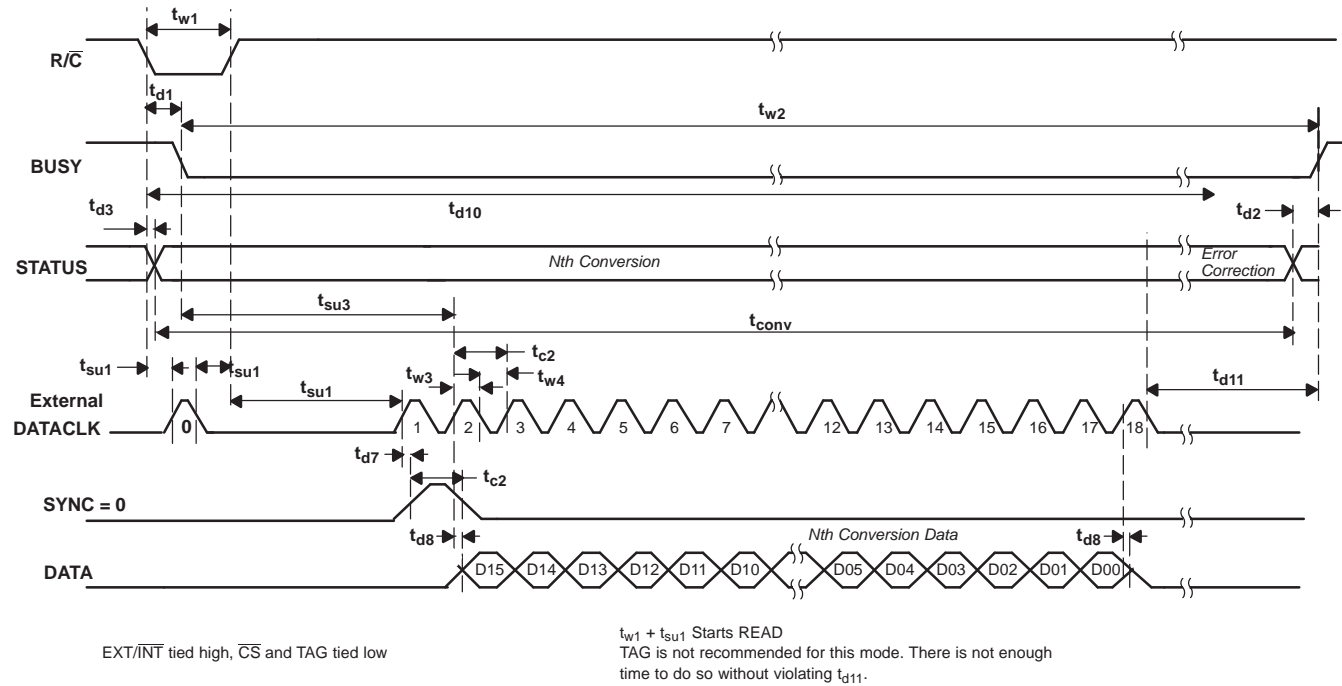 tw1
R/C̅
td1
tw2
BUSY
td3
td10
td2
STATUS
Nth Conversion
Error
Correction
tsu3
tconv
tsu1
tsu1
tc2
tw3
tw4
tsu1
td11
External
DATACLK
0 1 2 3 4 5 6 7 12 13 14 15 16 17 18
td7
tc2
SYNC = 0
td8
Nth Conversion Data
td8
DATA
D15 D14 D13 D12 D11 D10 D05 D04 D03 D02 D01 D00
EXT/I̅N̅T̅ tied high, C̅S̅ and TAG tied low
tw1 + tsu1 Starts READ
TAG is not recommended for this mode. There is not enough
time to do so without violating td11.